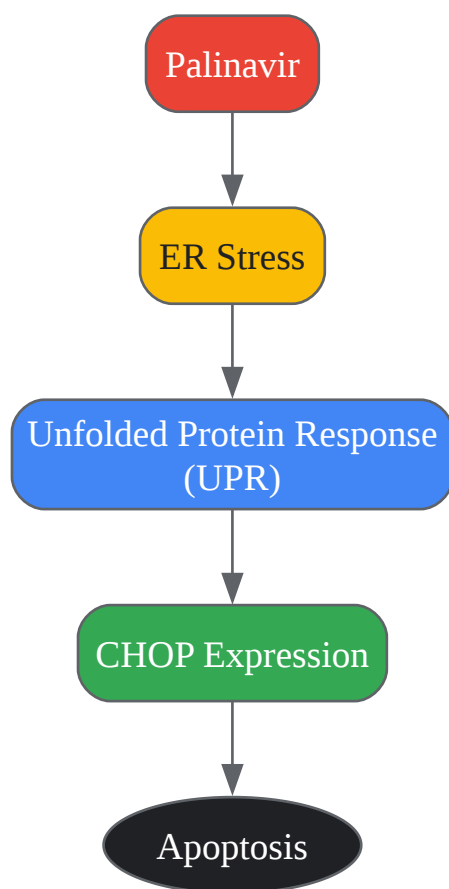 Palinavir
ER Stress
Unfolded Protein Response
(UPR)
CHOP Expression
Apoptosis